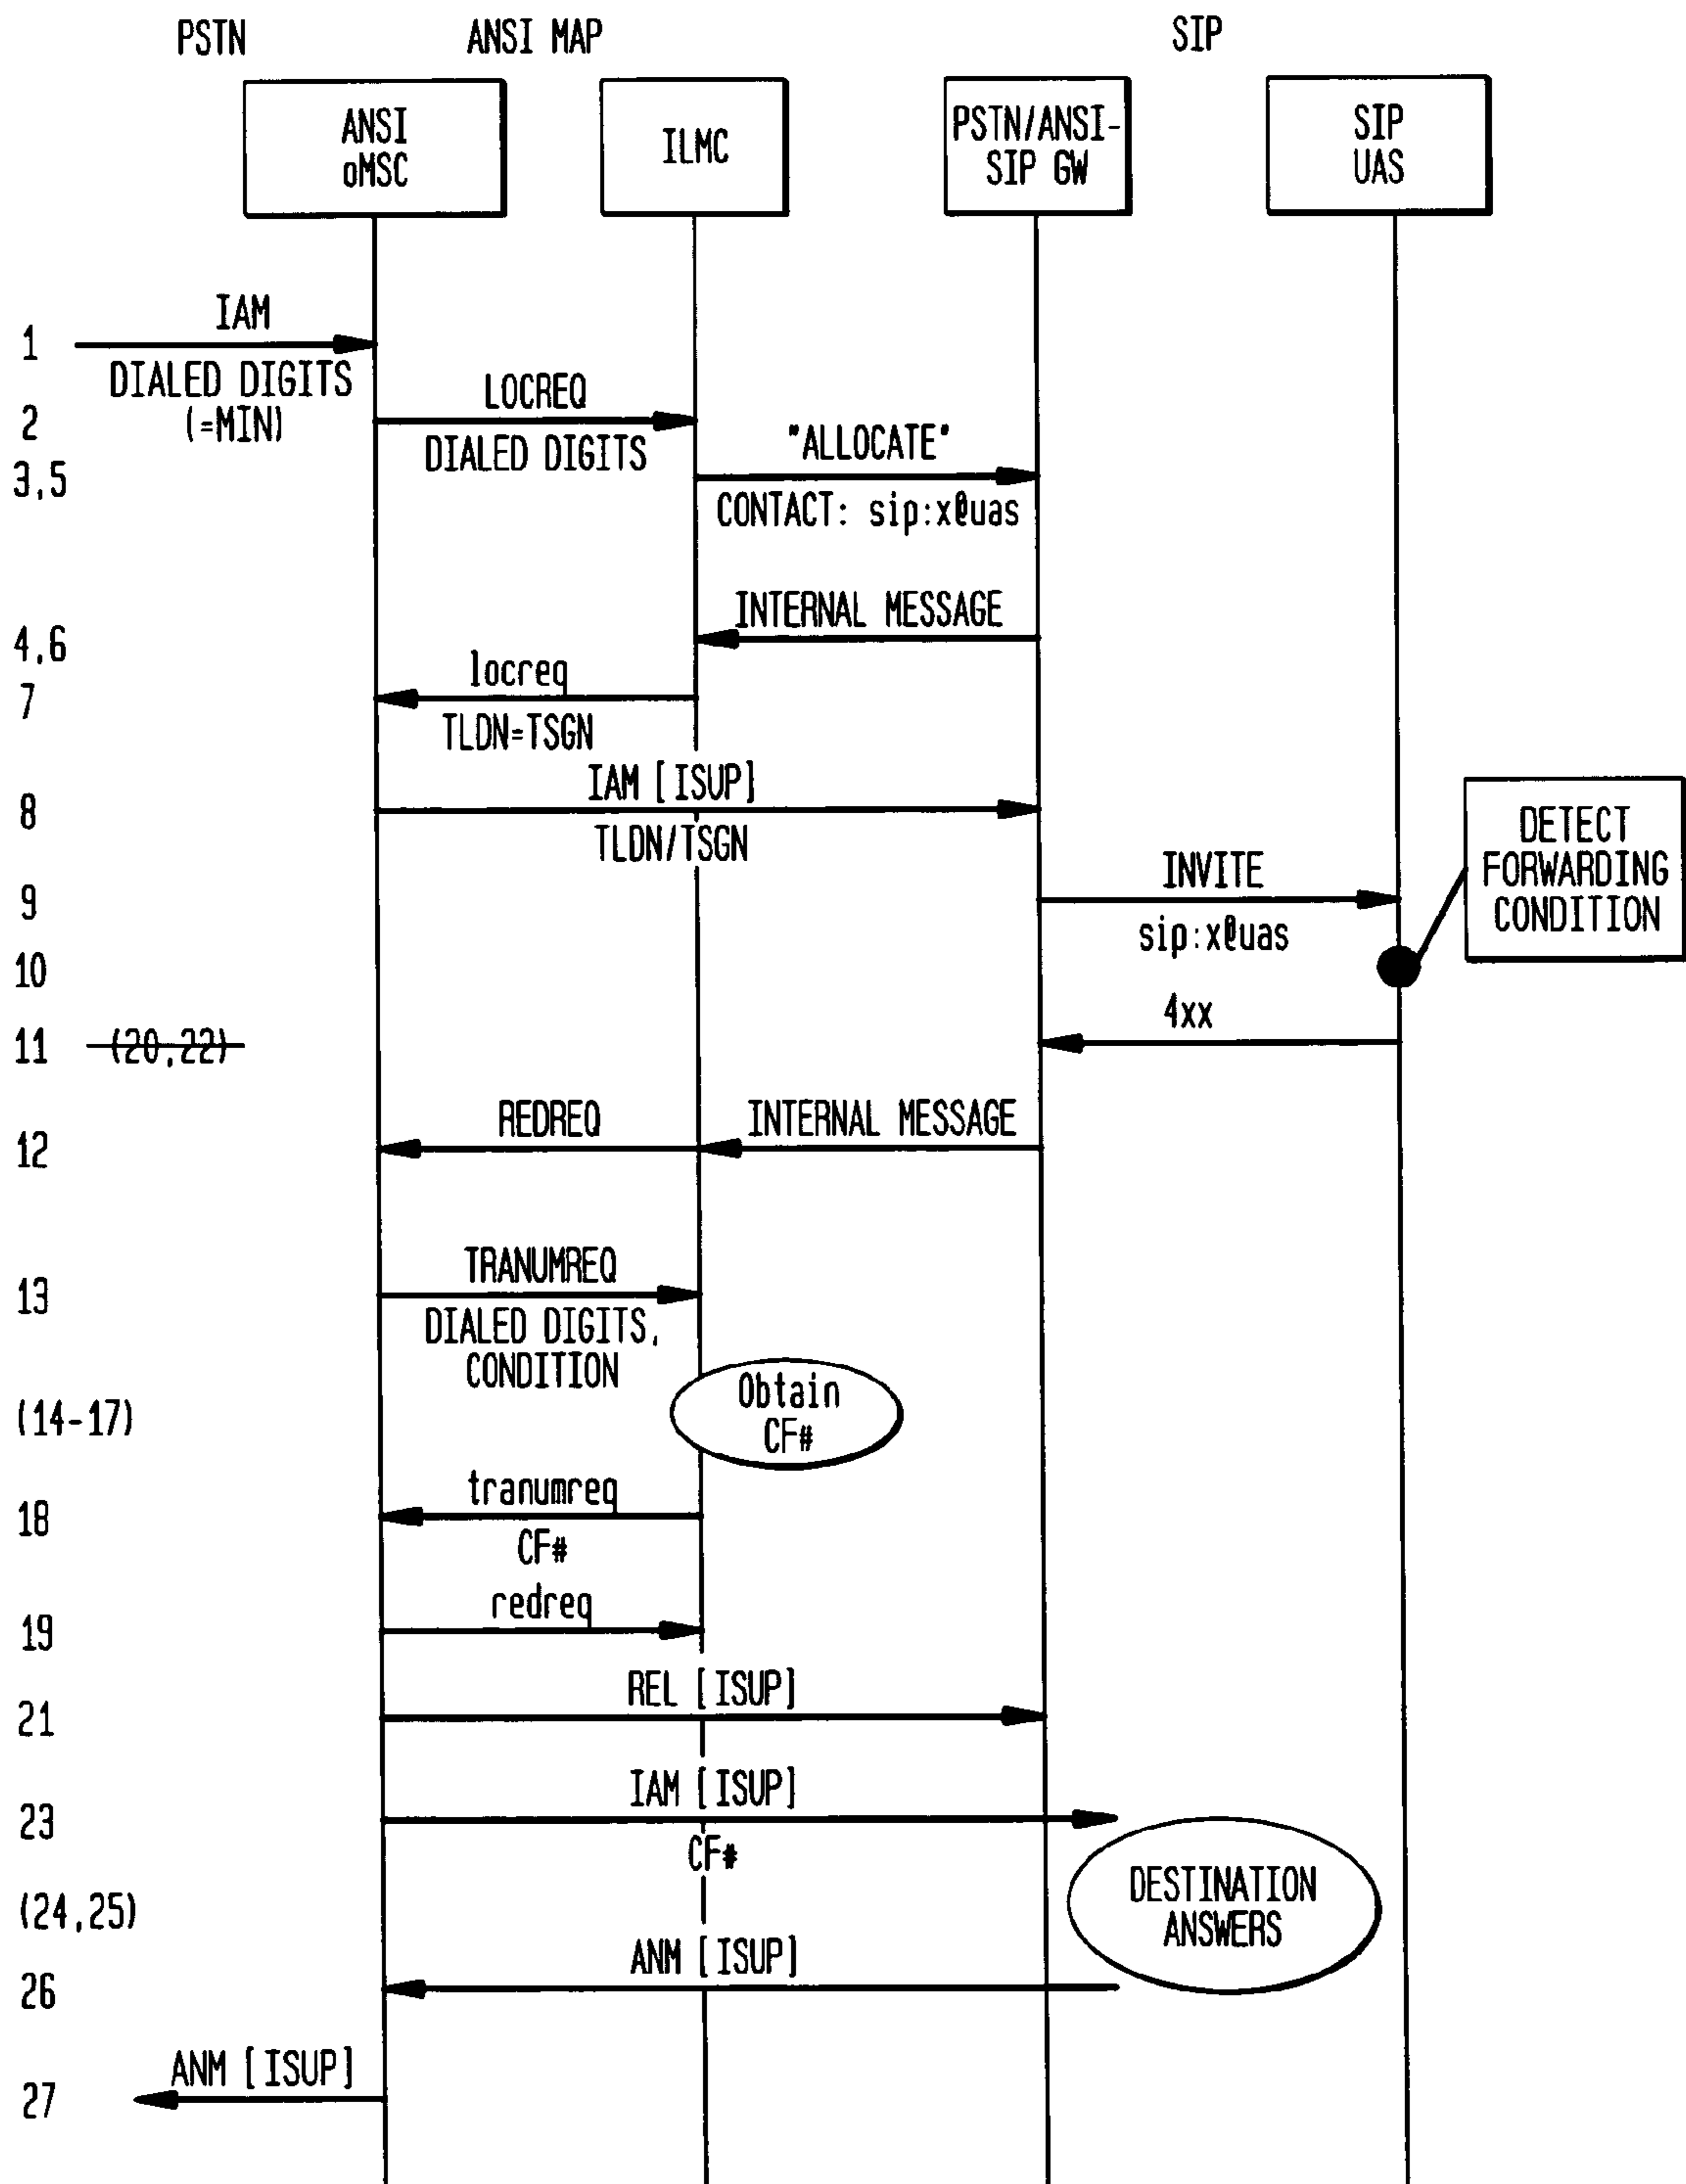 PSTN ANSI MAP SIP
ANSI
oMSC
ILMC
PSTN/ANSI-
SIP GW
SIP
UAS
1 IAM
DIALED DIGITS
(=MIN)
2 LOCREQ
DIALED DIGITS
3,5 "ALLOCATE"
CONTACT: sip:x@uas
4,6 INTERNAL MESSAGE
7 locreq
TLDN=TSGN
8 IAM [ISUP]
TLDN/TSGN
DETECT
FORWARDING
CONDITION
9 INVITE
sip:x@uas
10
11 (20,22) 4xx
12 REDREQ INTERNAL MESSAGE
13 TRANUMREQ
DIALED DIGITS,
CONDITION
(14-17) Obtain
CF#
18 tranumreq
CF#
19 redreq
21 REL [ISUP]
23 IAM [ISUP]
CF#
(24,25) DESTINATION
ANSWERS
26 ANM [ISUP]
27 ANM [ISUP]